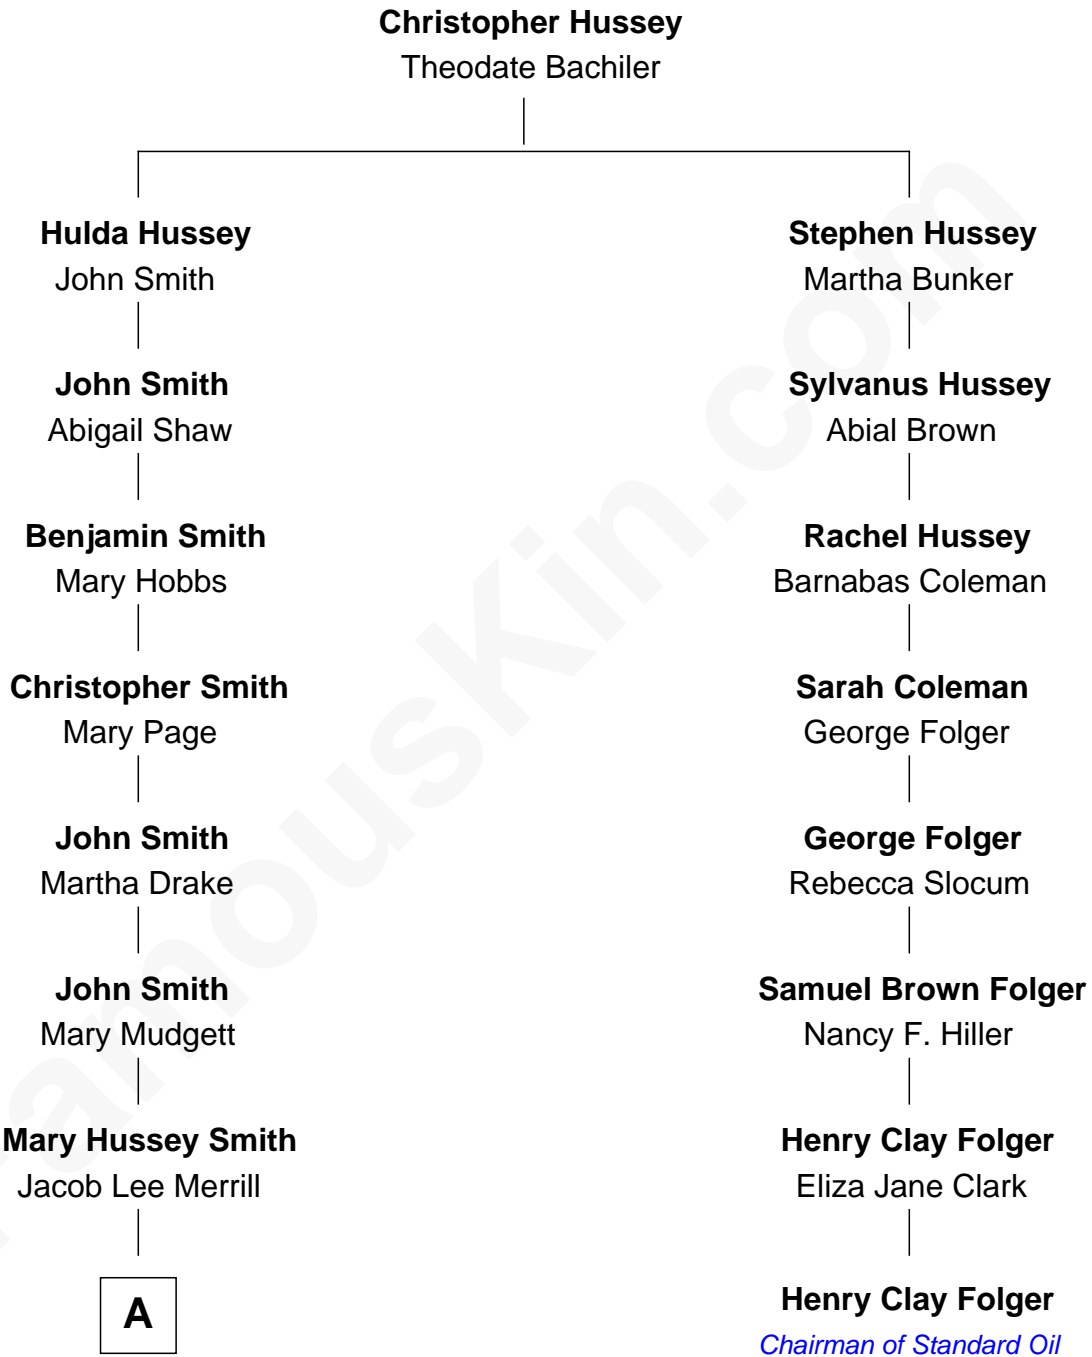 Christopher Hussey
Theodate Bachiler
Hulda Hussey
John Smith
Stephen Hussey
Martha Bunker
John Smith
Abigail Shaw
Sylvanus Hussey
Abial Brown
Benjamin Smith
Mary Hobbs
Rachel Hussey
Barnabas Coleman
Christopher Smith
Mary Page
Sarah Coleman
George Folger
John Smith
Martha Drake
George Folger
Rebecca Slocum
John Smith
Mary Mudgett
Samuel Brown Folger
Nancy F. Hiller
Mary Hussey Smith
Jacob Lee Merrill
Henry Clay Folger
Eliza Jane Clark
A
Henry Clay Folger
Chairman of Standard Oil
FamousKin.com